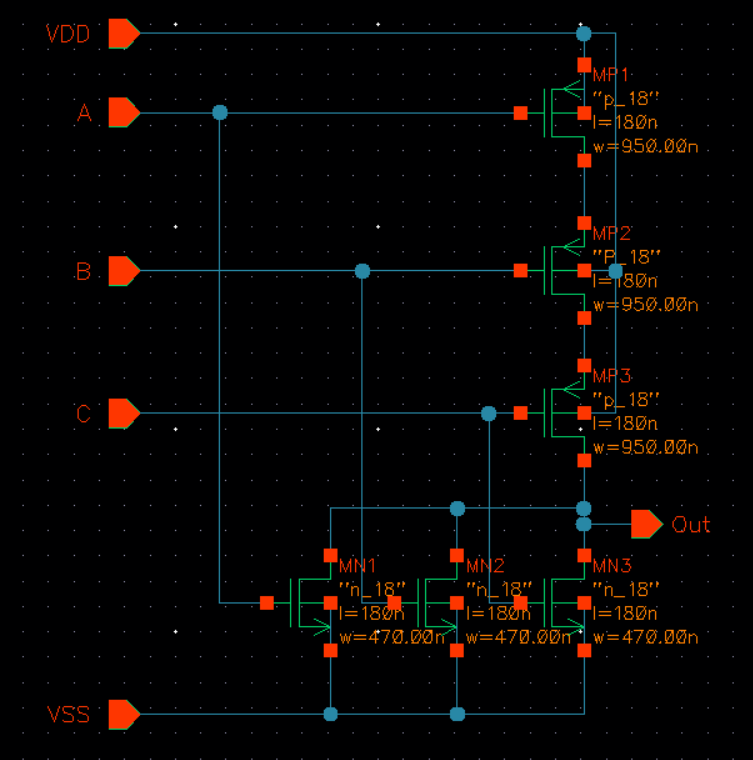 VDD
MP1
"p_18"
A
l=180n
w=950.00n
MP2
"P_18"
B
l=180n
w=950.00n
MP3
"p_18"
C
l=180n
w=950.00n
Out
MN1
"n_18"
l=180n
w=470.00n
MN2
"n_18"
l=180n
w=470.00n
MN3
"n_18"
l=180n
w=470.00n
VSS